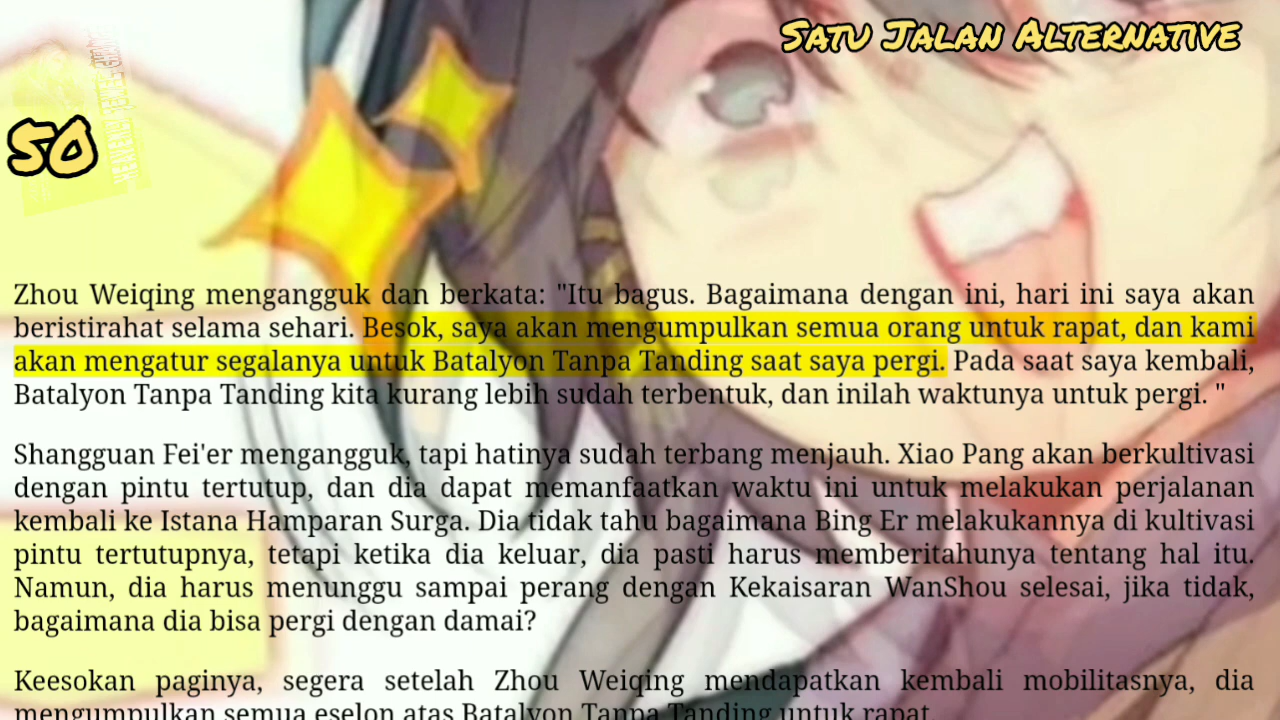 Satu Jalan Alternative
50
Zhou Weiqing mengangguk dan berkata: "Itu bagus. Bagaimana dengan ini, hari ini saya akan
beristirahat selama sehari. Besok, saya akan mengumpulkan semua orang untuk rapat, dan kami
akan mengatur segalanya untuk Batalyon Tanpa Tanding saat saya pergi. Pada saat saya kembali,
Batalyon Tanpa Tanding kita kurang lebih sudah terbentuk, dan inilah waktunya untuk pergi. "
Shangguan Fei'er mengangguk, tapi hatinya sudah terbang menjauh. Xiao Pang akan berkultivasi
dengan pintu tertutup, dan dia dapat memanfaatkan waktu ini untuk melakukan perjalanan
kembali ke Istana Hamparan Surga. Dia tidak tahu bagaimana Bing Er melakukannya di kultivasi
pintu tertutupnya, tetapi ketika dia keluar, dia pasti harus memberitahunya tentang hal itu.
Namun, dia harus menunggu sampai perang dengan Kekaisaran WanShou selesai, jika tidak,
bagaimana dia bisa pergi dengan damai?
Keesokan paginya, segera setelah Zhou Weiqing mendapatkan kembali mobilitasnya, dia
mengumpulkan semua eselon atas Batalyon Tanpa Tanding untuk rapat.